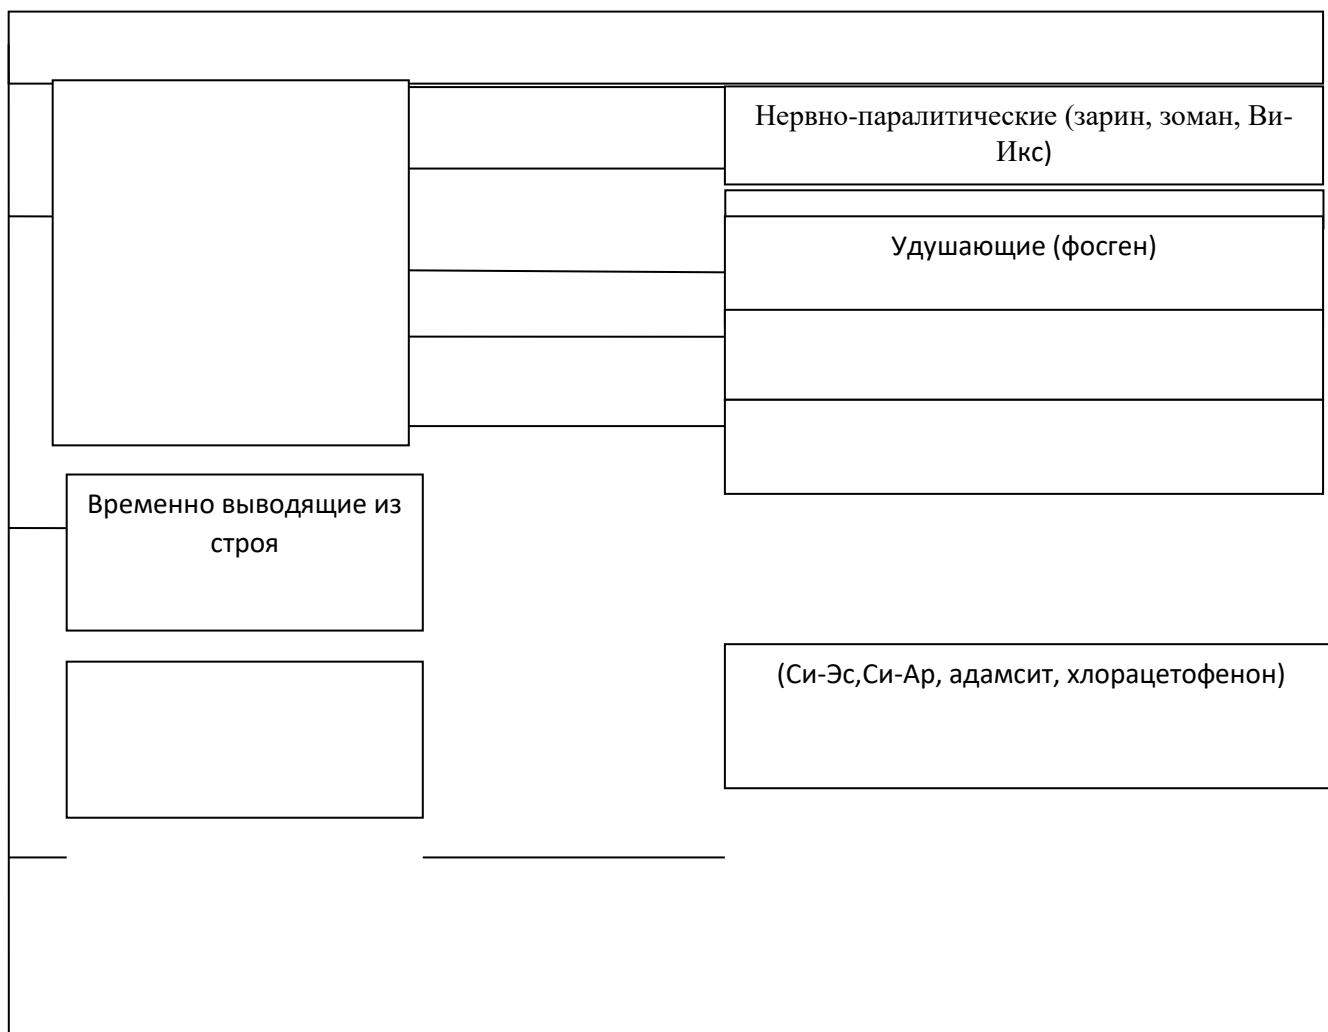 Нервно-паралитические (зарин, зоман, Ви-
Икс)
Удушающие (фосген)
Временно выводящие из
строя
(Си-Эс,Си-Ар, адамсит, хлорацетофенон)